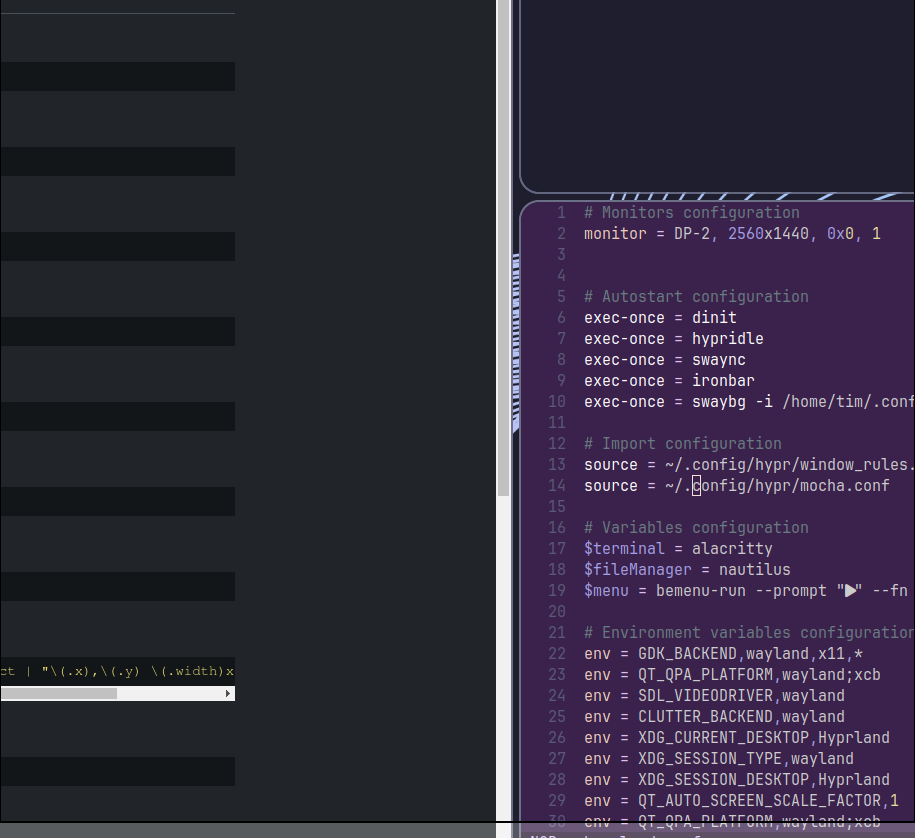 ct | "\(.x),\(.y) \(.width)x
1 # Monitors configuration
2 monitor = DP-2, 2560x1440, 0x0, 1
3
4
5 # Autostart configuration
6 exec-once = dinit
7 exec-once = hypridle
8 exec-once = swaync
9 exec-once = ironbar
10 exec-once = swaybg -i /home/tim/.conf
11
12 # Import configuration
13 source = ~/.config/hypr/window_rules.
14 source = ~/.config/hypr/mocha.conf
15
16 # Variables configuration
17 $terminal = alacritty
18 $fileManager = nautilus
19 $menu = bemenu-run --prompt "▶" --fn
20
21 # Environment variables configuration
22 env = GDK_BACKEND,wayland,x11,*
23 env = QT_QPA_PLATFORM,wayland;xcb
24 env = SDL_VIDEODRIVER,wayland
25 env = CLUTTER_BACKEND,wayland
26 env = XDG_CURRENT_DESKTOP,Hyprland
27 env = XDG_SESSION_TYPE,wayland
28 env = XDG_SESSION_DESKTOP,Hyprland
29 env = QT_AUTO_SCREEN_SCALE_FACTOR,1
30 env = QT_QPA_PLATFORM,wayland;xcb